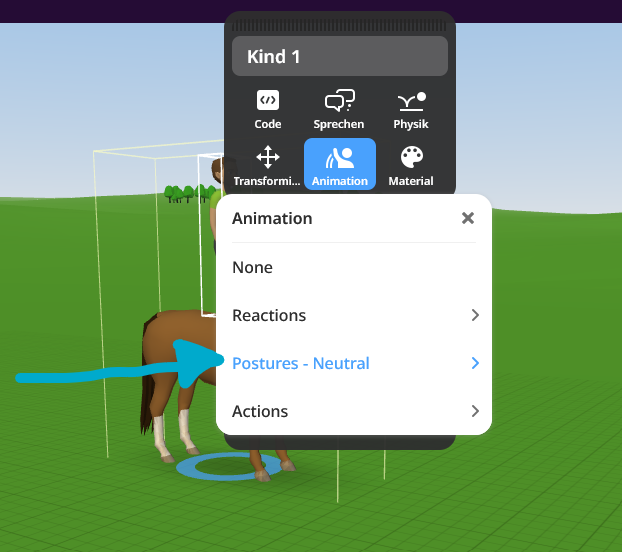 Kind 1
Code
Sprechen
Physik
Transformi...
Animation
Material
Animation
None
Reactions
Postures - Neutral
Actions